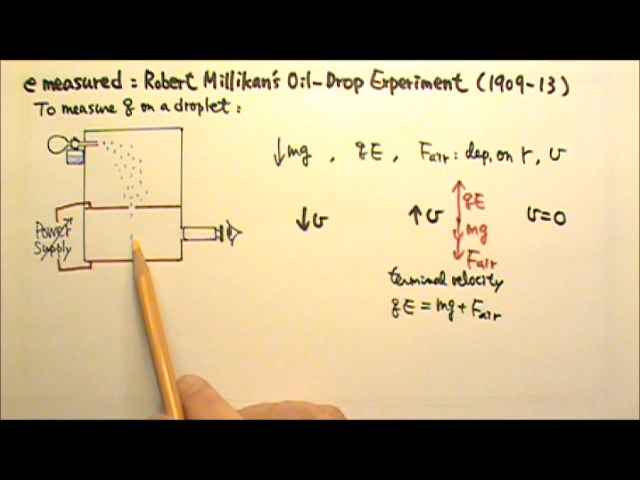 e measured : Robert Millikan's Oil-Drop Experiment (1909-13)
To measure q on a droplet :
↓mg , qE , Fair : dep. on r, v
Power Supply
↓v ↑v v=0
qE
mg
Fair
terminal velocity
qE = mg + Fair